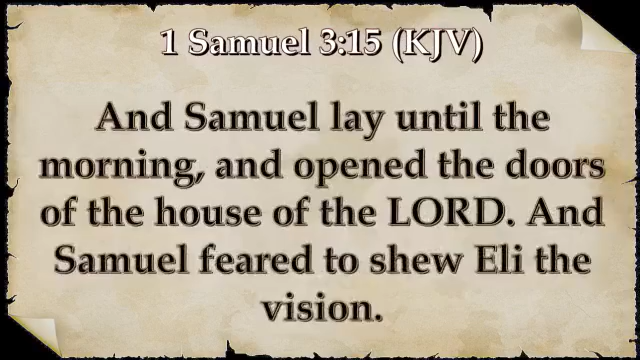 1 Samuel 3:15 (KJV)
And Samuel lay until the
morning, and opened the doors
of the house of the LORD. And
Samuel feared to shew Eli the
vision.